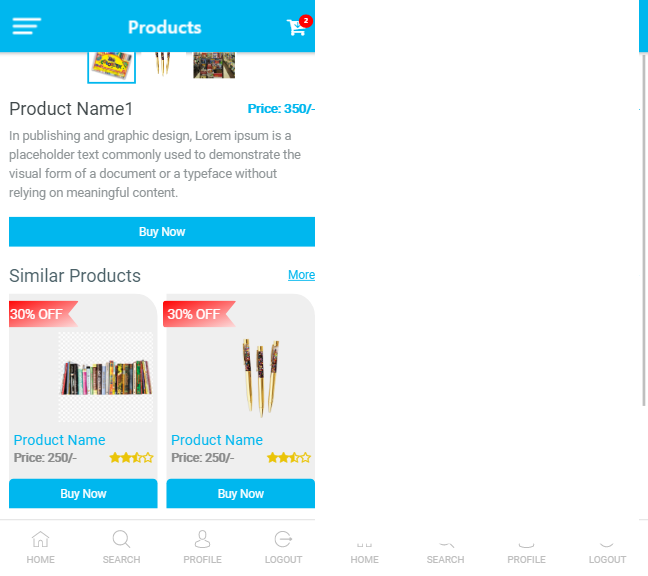 Products
2
Product Name1
Price: 350/-
In publishing and graphic design, Lorem ipsum is a
placeholder text commonly used to demonstrate the
visual form of a document or a typeface without
relying on meaningful content.
Buy Now
Similar Products
More
30% OFF
30% OFF
Product Name
Product Name
Price: 250/-
Price: 250/-
Buy Now
Buy Now
HOME
SEARCH
PROFILE
LOGOUT
HOME
SEARCH
PROFILE
LOGOUT